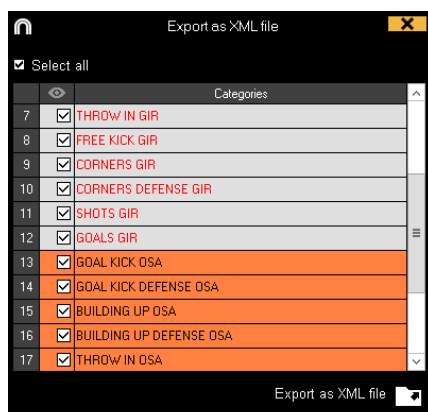 Export as XML file
Select all
Categories
7 THROW IN GIR
8 FREE KICK GIR
9 CORNERS GIR
10 CORNERS DEFENSE GIR
11 SHOTS GIR
12 GOALS GIR
13 GOAL KICK OSA
14 GOAL KICK DEFENSE OSA
15 BUILDING UP OSA
16 BUILDING UP DEFENSE OSA
17 THROW IN OSA
Export as XML file